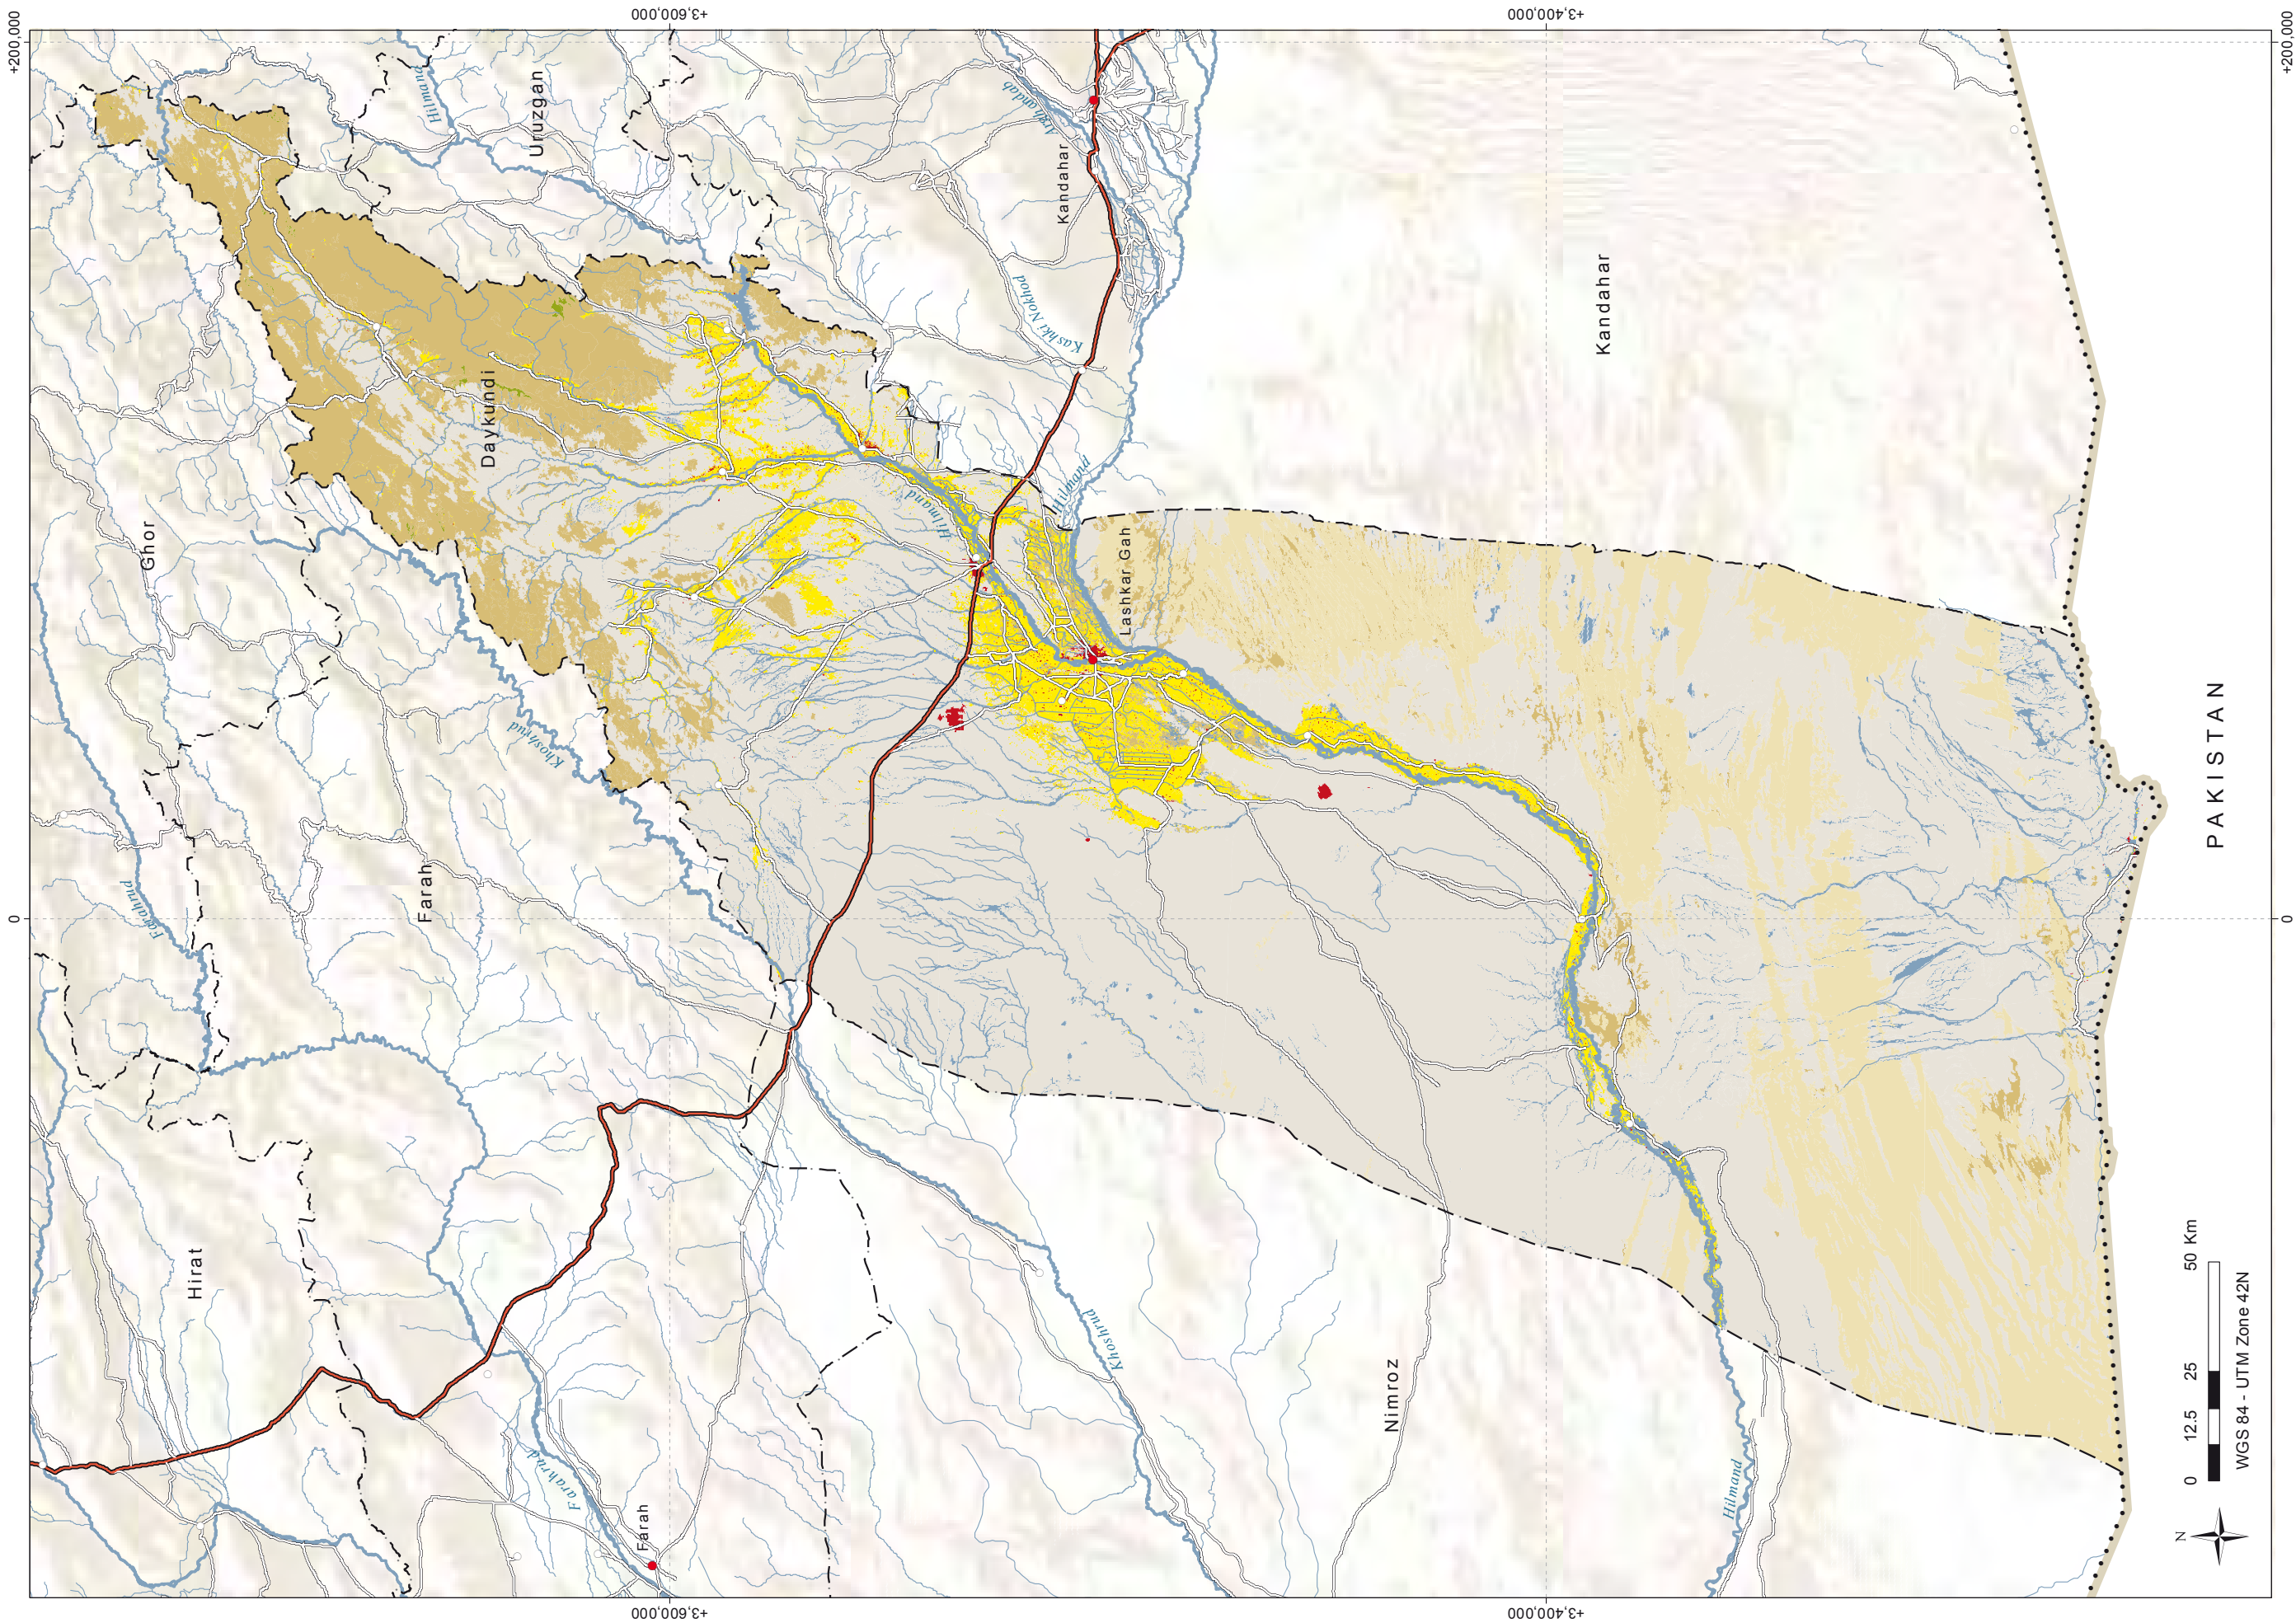 0
+200,000
Farahrud
Ghor
Hirat
Farah
Hilmand
Daykundi
Khoshrud
Uruzgan
Farahrud
Farah
+3,600,000
+3,600,000
Hilmand
Arghandab
Kashki Nokhod
Kandahar
Hilmand
Khoshrud
Lashkar Gah
Nimroz
+3,400,000
+3,400,000
Kandahar
Hilmand
N
0 12.5 25 50 Km
PAKISTAN
WGS 84 - UTM Zone 42N
0
+200,000